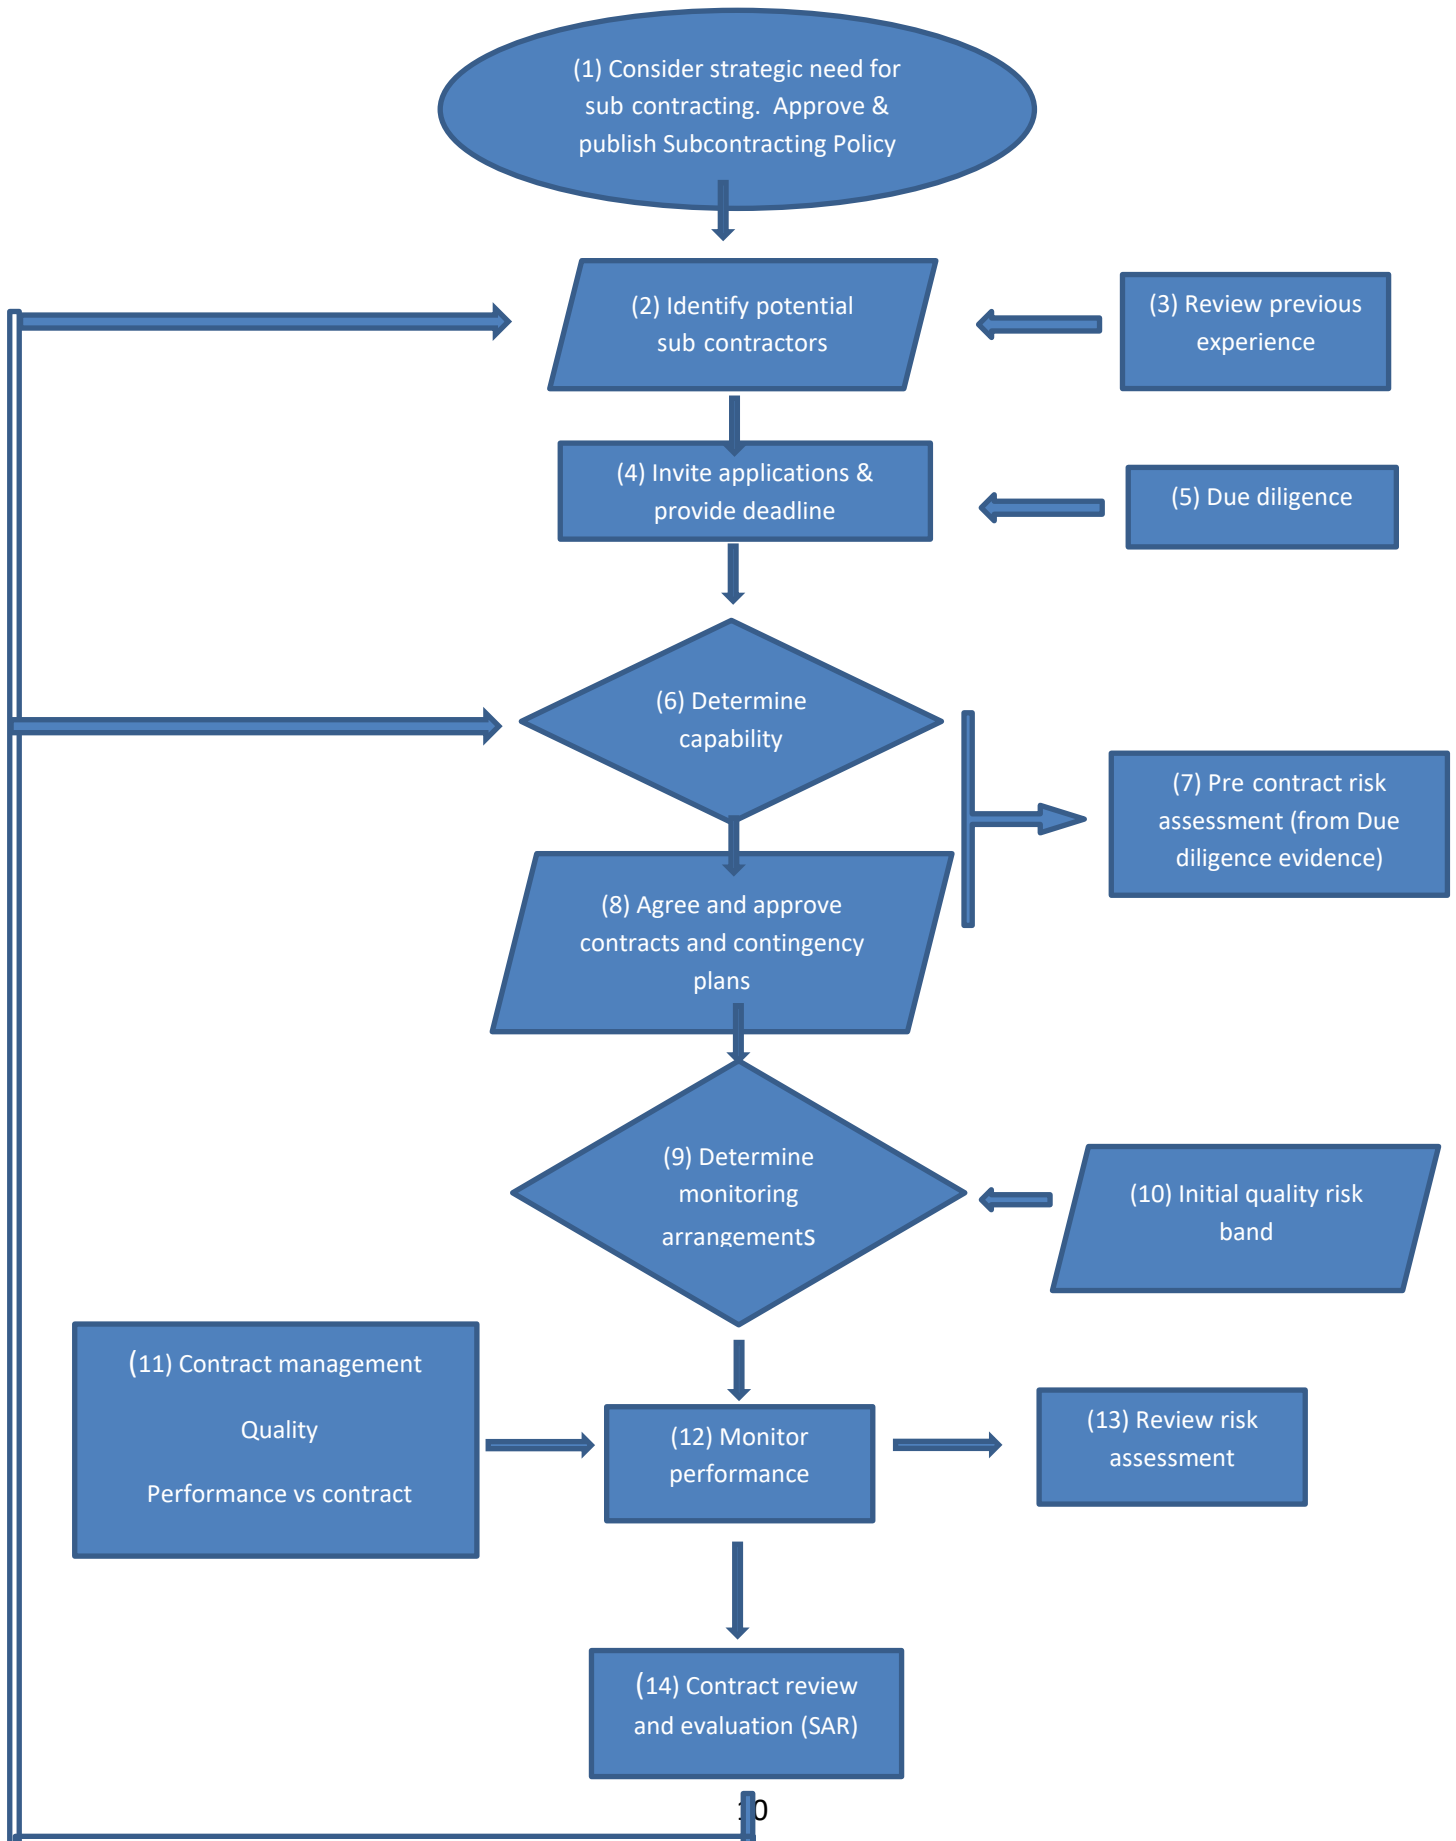 (1) Consider strategic need for
sub contracting.  Approve &
publish Subcontracting Policy
(2) Identify potential
sub contractors
(3) Review previous
experience
(4) Invite applications &
provide deadline
(5) Due diligence
(6) Determine
capability
(7) Pre contract risk
assessment (from Due
diligence evidence)
(8) Agree and approve
contracts and contingency
plans
(9) Determine
monitoring
arrangements
(10) Initial quality risk
band
(11) Contract management
Quality
Performance vs contract
(12) Monitor
performance
(13) Review risk
assessment
(14) Contract review
and evaluation (SAR)
10